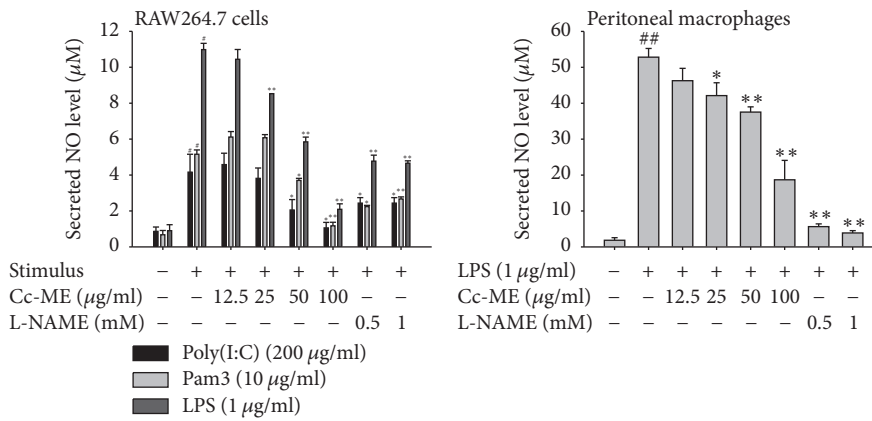 RAW264.7 cells
Secreted NO level (μM)
12
10
8
6
4
2
0
# # #
**
* * **
* ** **
* * **
* ** **
Stimulus − + + + + + + +
Cc-ME (μg/ml) − − 12.5 25 50 100 − −
L-NAME (mM) − − − − − − 0.5 1
Poly(I:C) (200 μg/ml)
Pam3 (10 μg/ml)
LPS (1 μg/ml)
Peritoneal macrophages
Secreted NO level (μM)
60
50
40
30
20
10
0
##
*
**
**
**
**
LPS (1 μg/ml) − + + + + + + +
Cc-ME (μg/ml) − − 12.5 25 50 100 − −
L-NAME (mM) − − − − − − 0.5 1